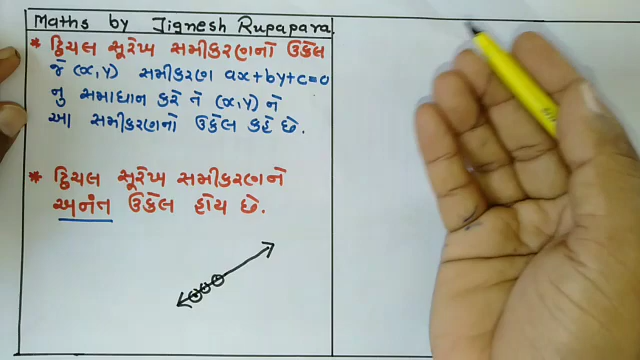 Maths by Jignesh Rupapara.
* દ્વિચલ સૂરેખ સમીકરણનો ઉકેલ
જે (x,y) સમીકરણ ax+by+c=0
નુ સમાધાન કરે તે (x,y) ને
આ સમીકરણનો ઉકેલ કહે છે.
* દ્વિચલ સૂરેખ સમીકરણને
અનંત ઉકેલ હોય છે.